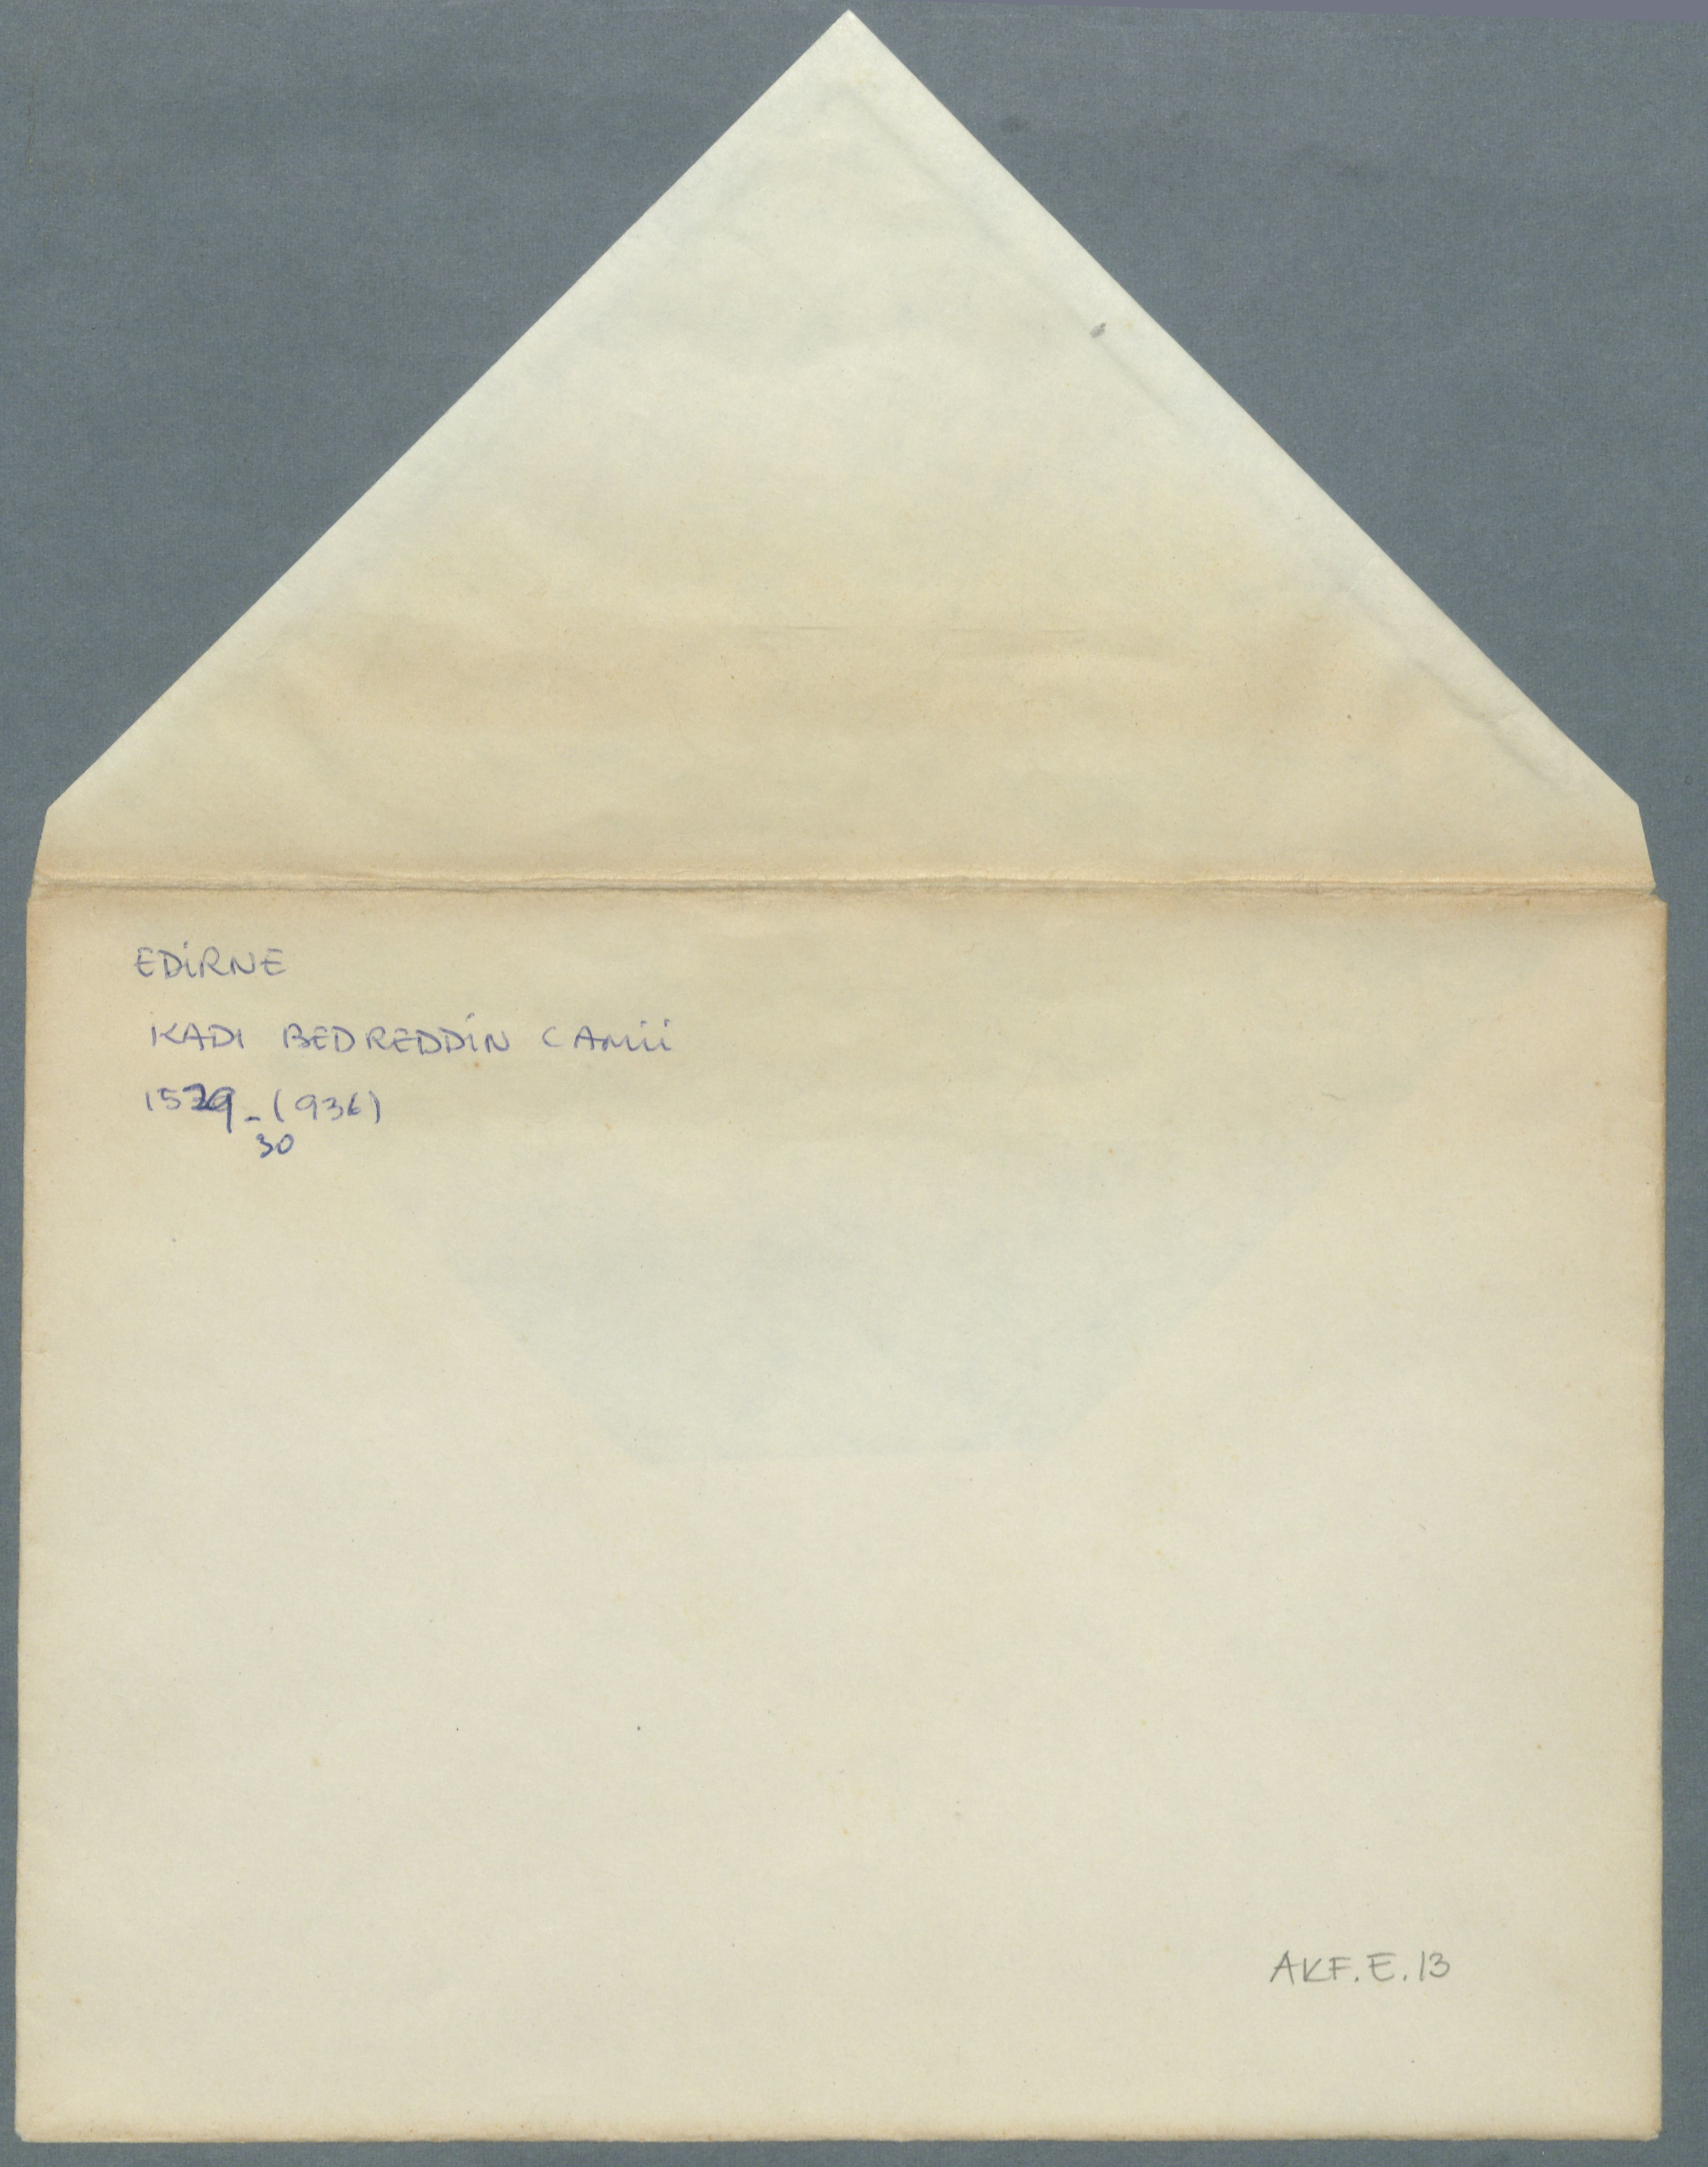 EDİRNE
KADI BEDREDDİN CAMİİ
1529-(936)
30
AKF.E.13